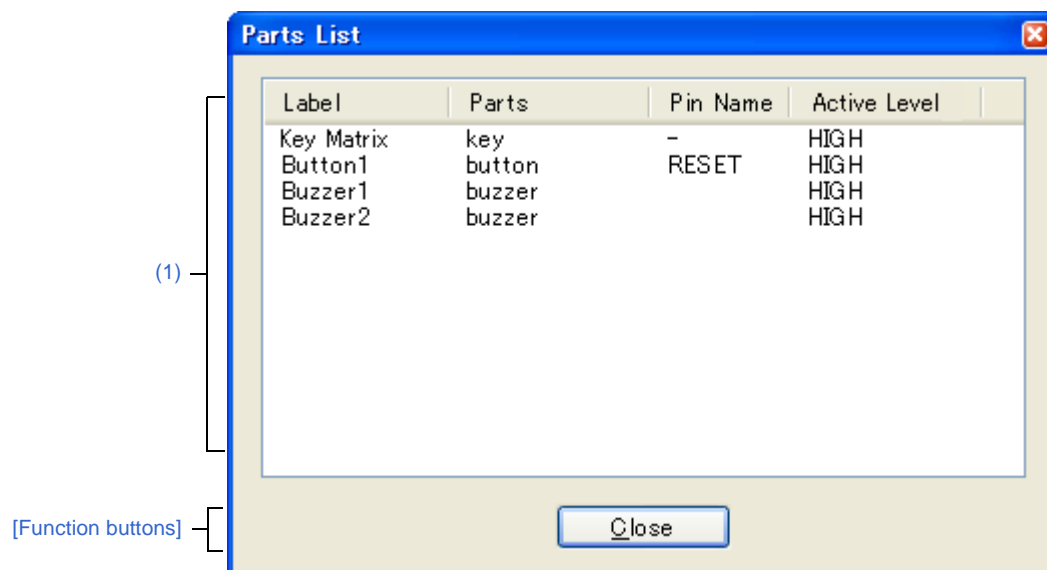 Parts List
Label Parts Pin Name Active Level
Key Matrix key - HIGH
Button1 button RESET HIGH
Buzzer1 buzzer HIGH
Buzzer2 buzzer HIGH
(1)
[Function buttons]
Close